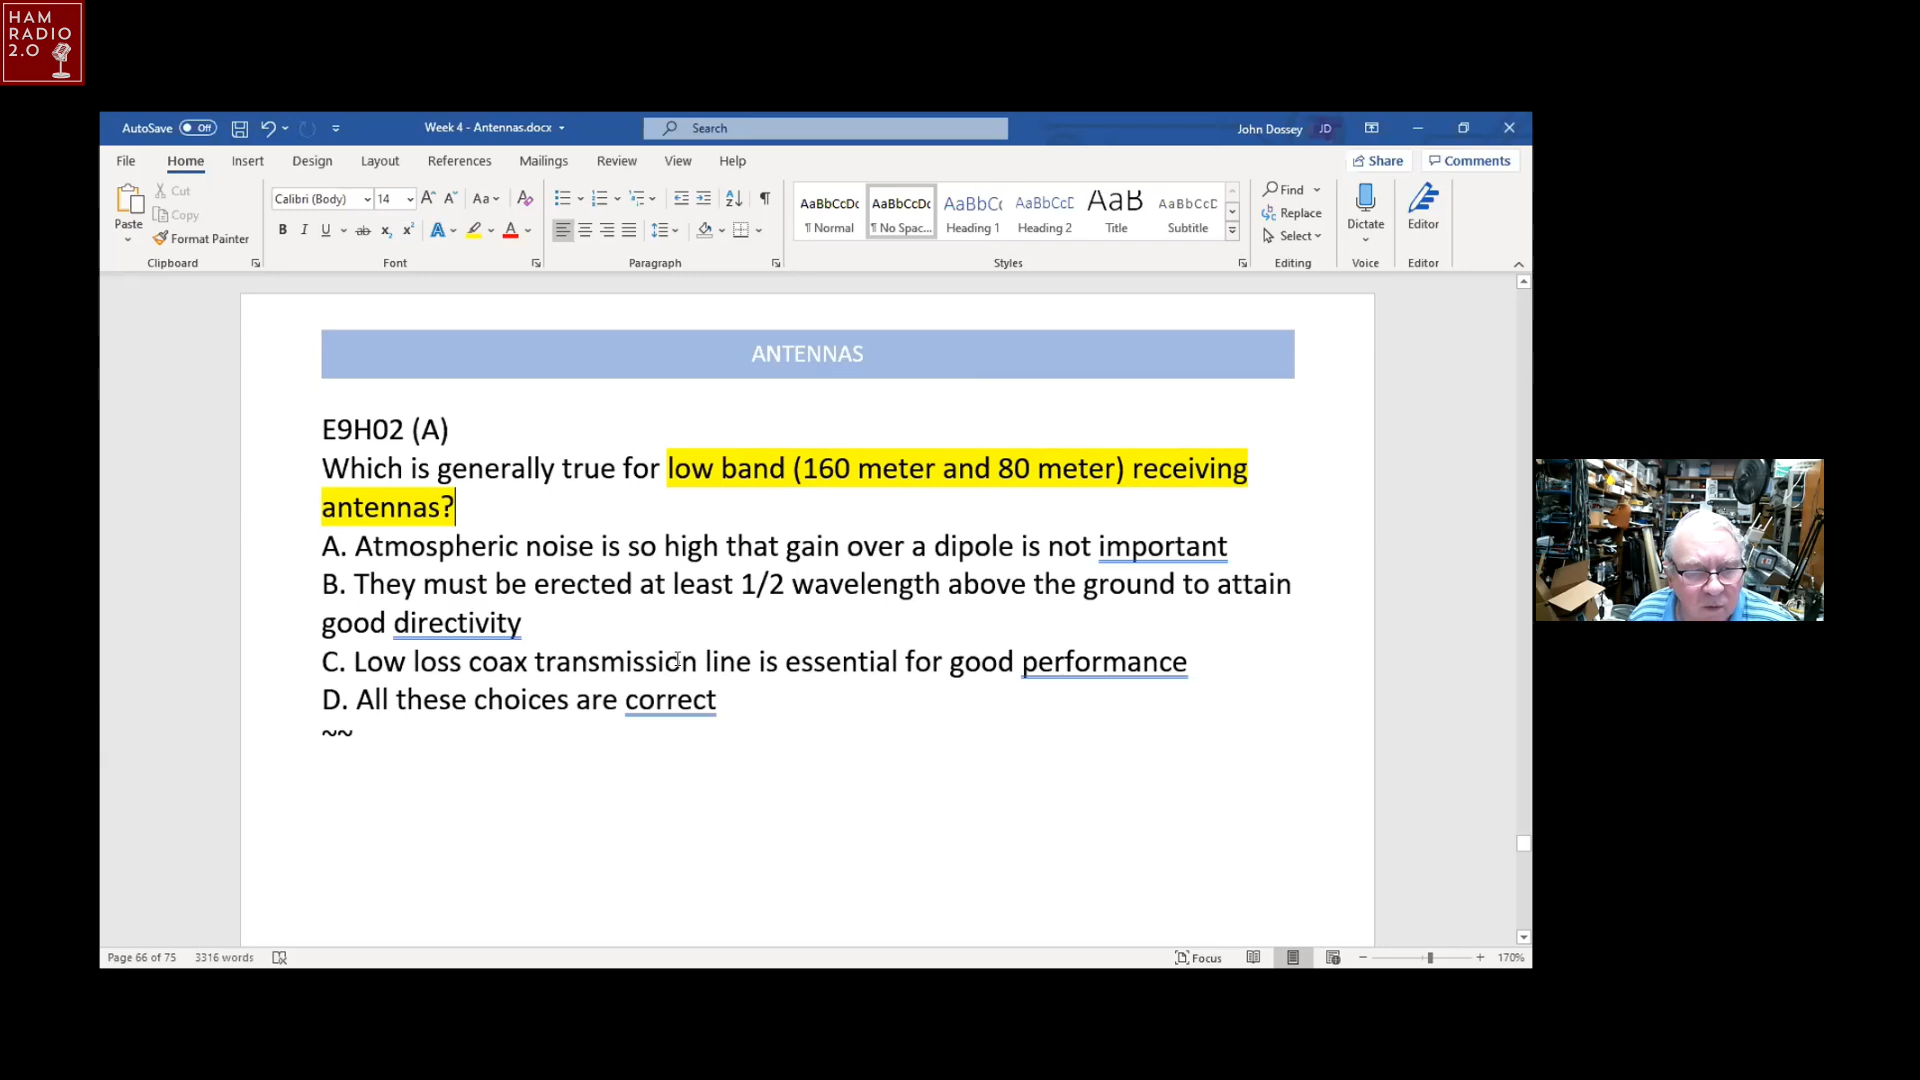 HAM
RADIO
2.0
AutoSave Off
Week 4 - Antennas.docx
Search
John Dossey JD
File Home Insert Design Layout References Mailings Review View Help
Share Comments
Paste
Cut
Copy
Format Painter
Clipboard
Calibri (Body) 14
Font
Paragraph
AaBbCcDc AaBbCcDc AaBbCc AaBbCcD AaB AaBbCcD
¶ Normal ¶ No Spac... Heading 1 Heading 2 Title Subtitle
Styles
Find
Replace
Select
Editing
Dictate
Voice
Editor
Editor
ANTENNAS
E9H02 (A)
Which is generally true for low band (160 meter and 80 meter) receiving
antennas?
A. Atmospheric noise is so high that gain over a dipole is not important
B. They must be erected at least 1/2 wavelength above the ground to attain
good directivity
C. Low loss coax transmission line is essential for good performance
D. All these choices are correct
~~
Page 66 of 75 3316 words
Focus
170%